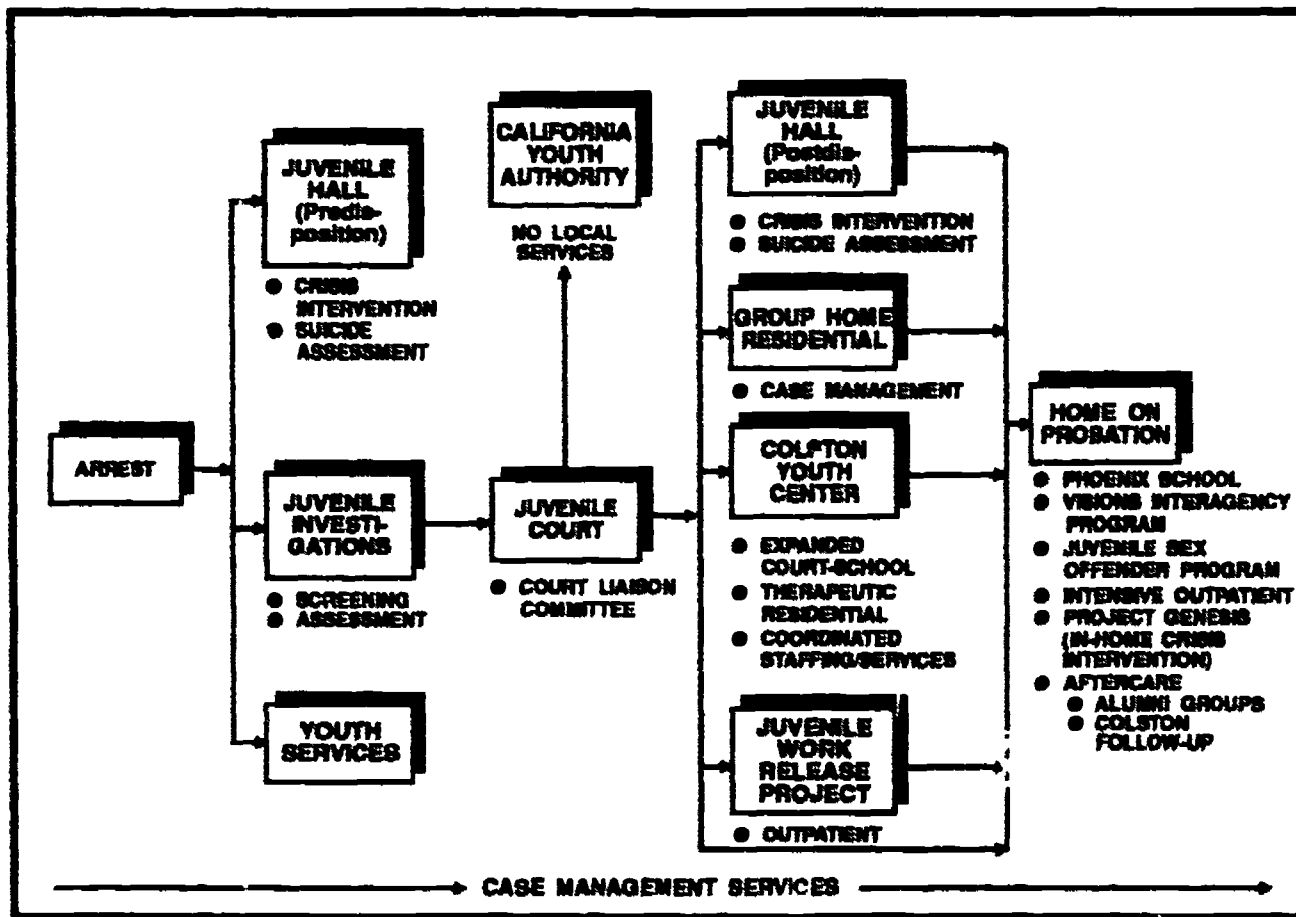 ARREST
JUVENILE
HALL
(Predis-
position)
● CRISIS
INTERVENTION
● SUICIDE
ASSESSMENT
JUVENILE
INVESTI-
GATIONS
● SCREENING
● ASSESSMENT
YOUTH
SERVICES
CALIFORNIA
YOUTH
AUTHORITY
NO LOCAL
SERVICES
JUVENILE
COURT
● COURT LIAISON
COMMITTEE
JUVENILE
HALL
(Postdis-
position)
● CRISIS INTERVENTION
● SUICIDE ASSESSMENT
GROUP HOME
RESIDENTIAL
● CASE MANAGEMENT
COLSTON
YOUTH
CENTER
● EXPANDED
COURT-SCHOOL
● THERAPEUTIC
RESIDENTIAL
● COORDINATED
STAFFING/SERVICES
JUVENILE
WORK
RELEASE
PROJECT
● OUTPATIENT
HOME ON
PROBATION
● PHOENIX SCHOOL
● VISIONS INTERAGENCY
PROGRAM
● JUVENILE SEX
OFFENDER PROGRAM
● INTENSIVE OUTPATIENT
● PROJECT GENESIS
(IN-HOME CRISIS
INTERVENTION)
● AFTERCARE
● ALUMNI GROUPS
● COLSTON
FOLLOW-UP
CASE MANAGEMENT SERVICES